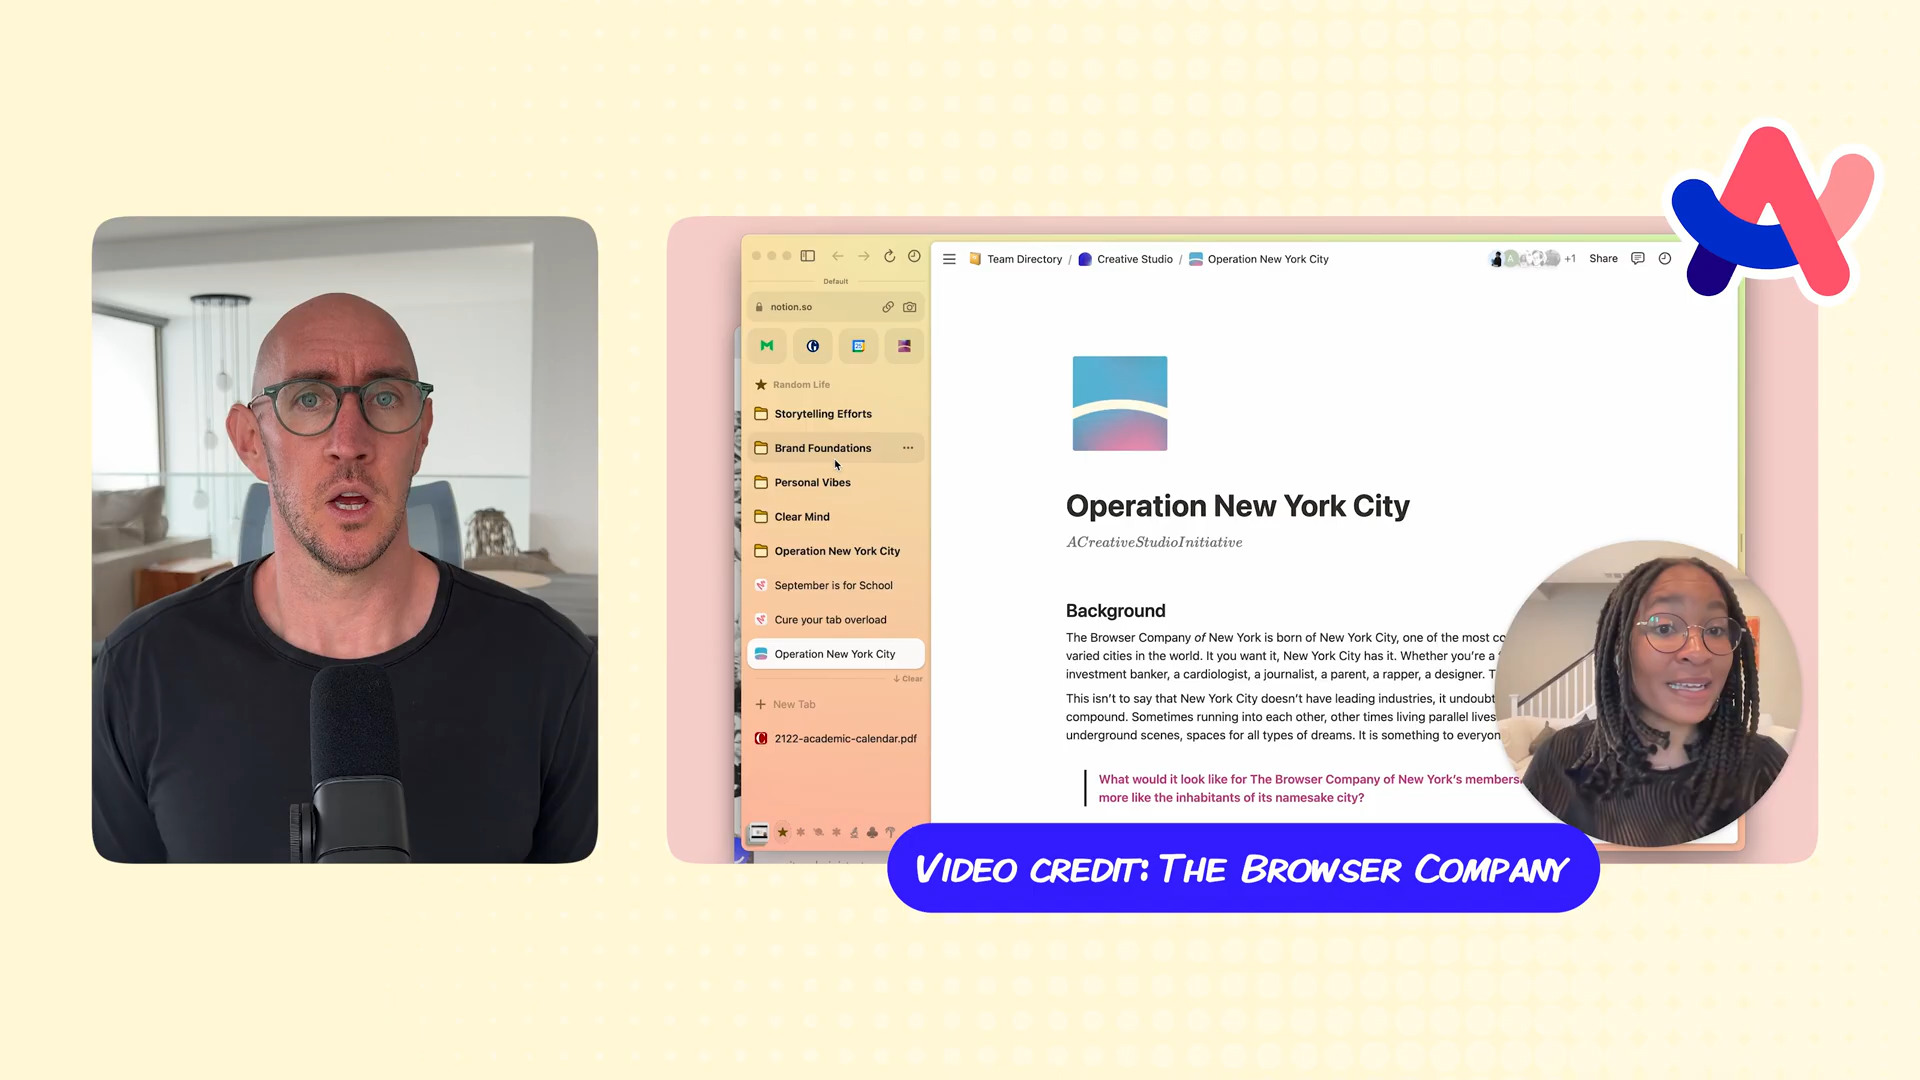 Default
notion.so
Random Life
Storytelling Efforts
Brand Foundations
Personal Vibes
Clear Mind
Operation New York City
September is for School
Cure your tab overload
Operation New York City
Clear
New Tab
2122-academic-calendar.pdf
Team Directory / Creative Studio / Operation New York City
+1 Share
Operation New York City
ACreativeStudioInitiative
Background
The Browser Company of New York is born of New York City, one of the most
varied cities in the world. It you want it, New York City has it. Whether you're a
investment banker, a cardiologist, a journalist, a parent, a rapper, a designer.
This isn't to say that New York City doesn't have leading industries, it
compound. Sometimes running into each other, other times living parallel lives
underground scenes, spaces for all types of dreams. It is something to everyon
What would it look like for The Browser Company of New York's members
more like the inhabitants of its namesake city?
VIDEO CREDIT: THE BROWSER COMPANY